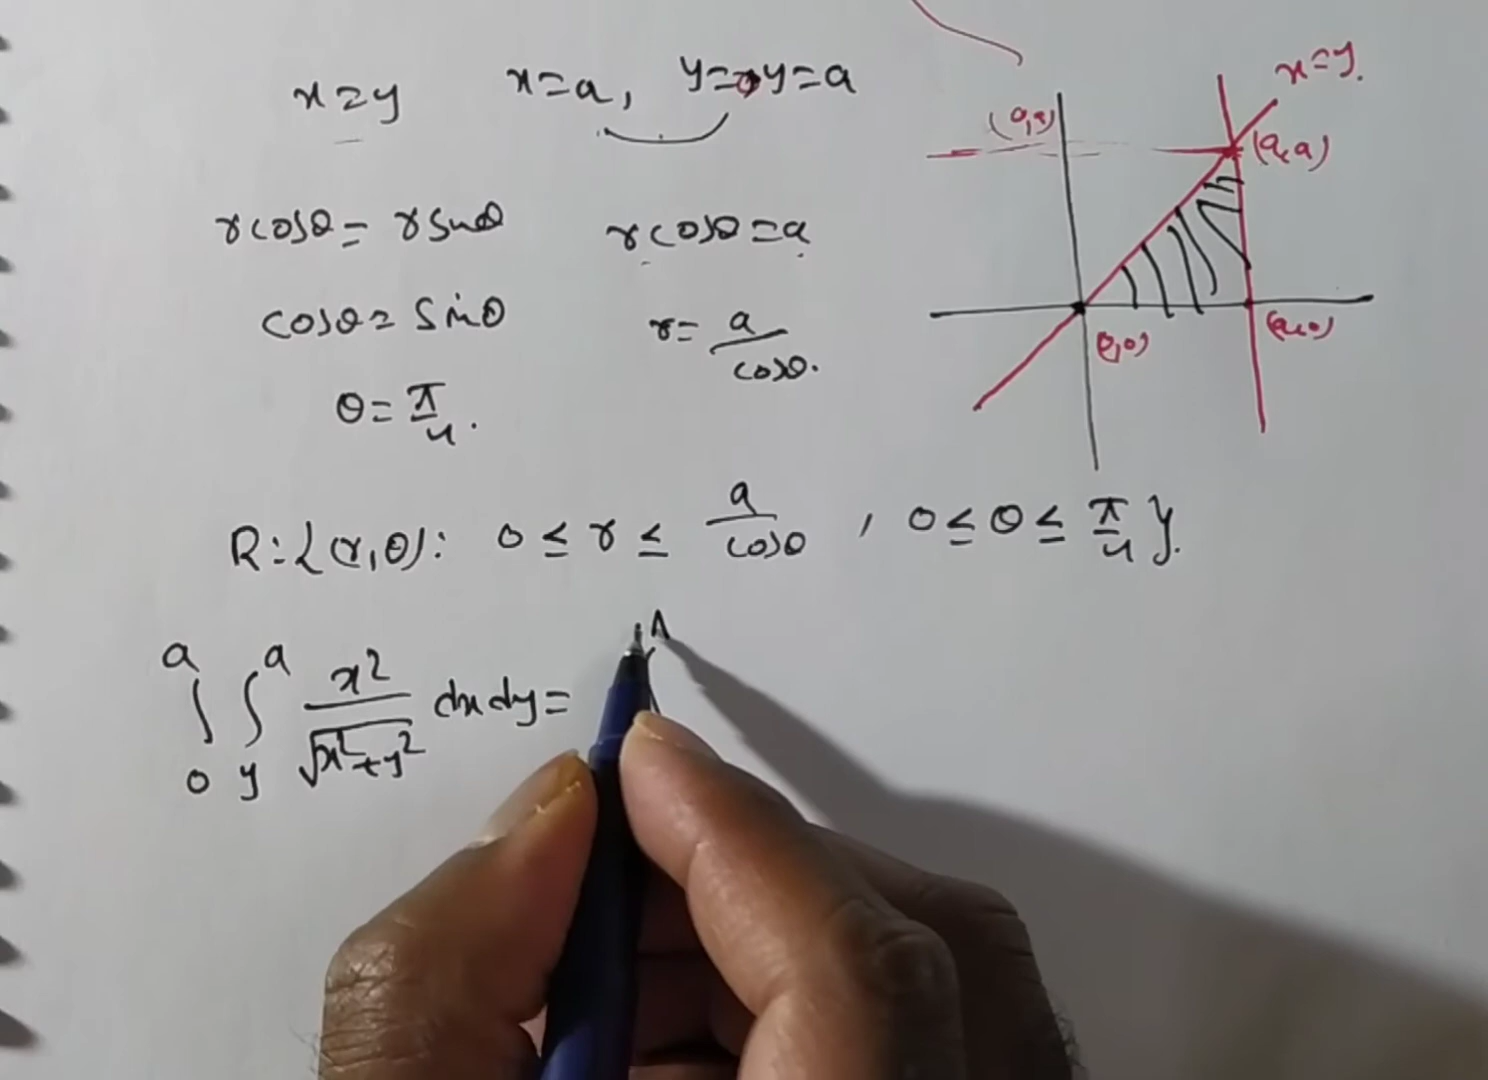 x=y x=a, y=0, y=a
r cosθ = r sinθ r cosθ = a
cosθ = sinθ r = a/cosθ.
θ = π/4.
R:{(r,θ): 0 ≤ r ≤ a/cosθ, 0 ≤ θ ≤ π/4}.
∫₀^a ∫_y^a x²/√(x²+y²) dx dy =
x=y.
(a,a)
(0,0)
(a,0)